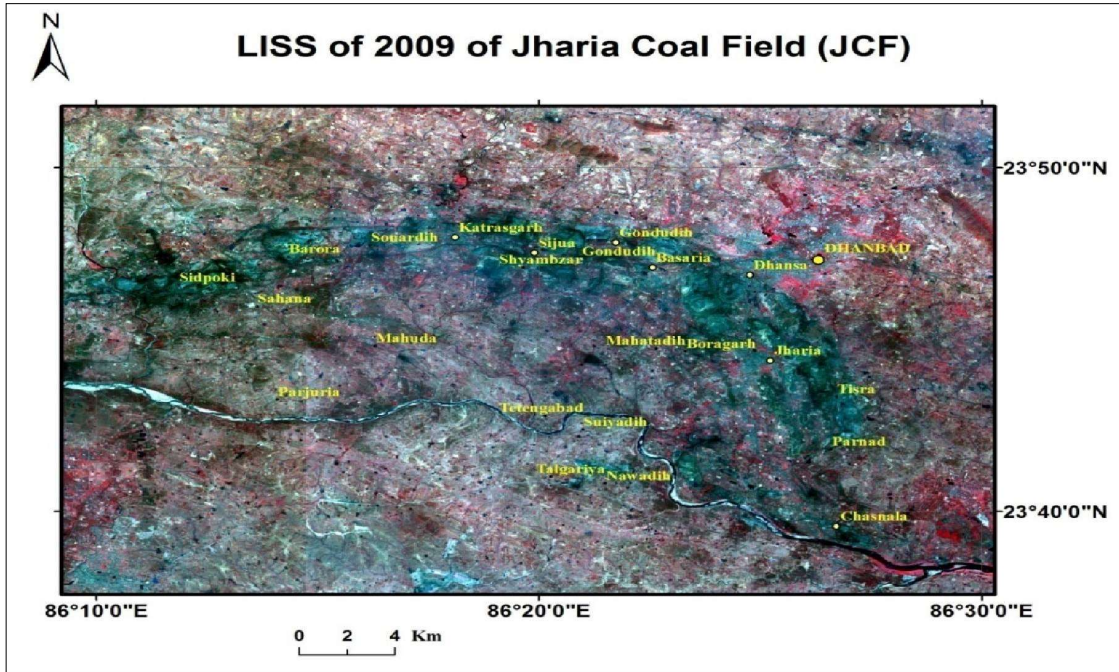 N
LISS of 2009 of Jharia Coal Field (JCF)
23°50'0"N
Katrasgarh
Gondudih
Souardih
Sijua
Barora
Gondudih
DHANBAD
Shyambzar
Basaria
Dhansa
Sidpoki
Sahana
Mahuda
Mahatadih
Boragarh
Jharia
Parjuria
Tisra
Tetengabad
Suiyadih
Parnad
Talgariya
Nawadih
Chasnala
23°40'0"N
86°10'0"E
86°20'0"E
86°30'0"E
0 2 4 Km